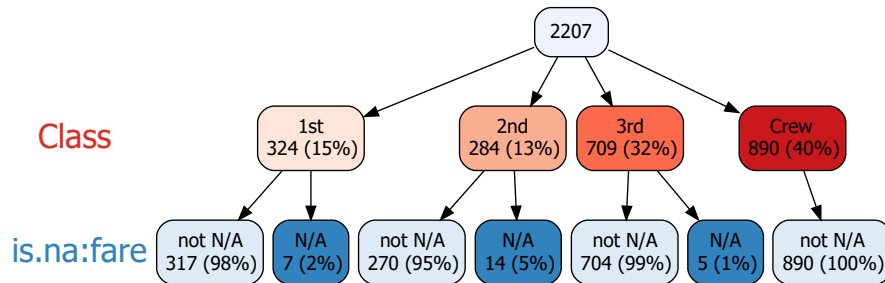 2207
Class
1st
324 (15%)
2nd
284 (13%)
3rd
709 (32%)
Crew
890 (40%)
is.na:fare
not N/A
317 (98%)
N/A
7 (2%)
not N/A
270 (95%)
N/A
14 (5%)
not N/A
704 (99%)
N/A
5 (1%)
not N/A
890 (100%)